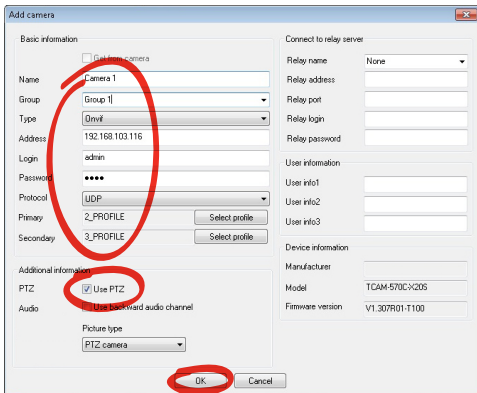 Add camera
Basic information
Get from camera
Name Camera 1
Group Group 1
Type Onvif
Address 192.168.103.116
Login admin
Password ••••
Protocol UDP
Primary 2_PROFILE Select profile
Secondary 3_PROFILE Select profile
Additional information
PTZ Use PTZ
Audio Use backward audio channel
Picture type
PTZ camera
Connect to relay server
Relay name None
Relay address
Relay port
Relay login
Relay password
User information
User info1
User info2
User info3
Device information
Manufacturer
Model TCAM-570C-X20S
Firmware version V1.307R01-T100
OK Cancel